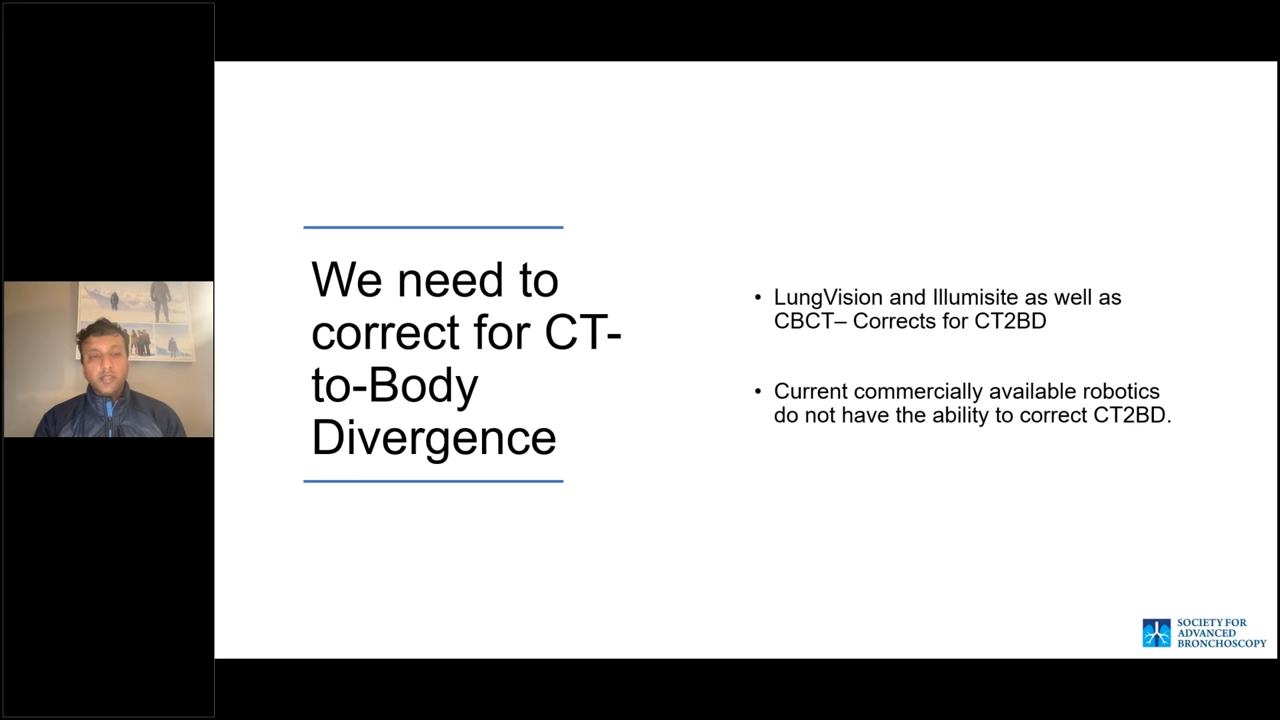 We need to
correct for CT-
to-Body
Divergence
• LungVision and Illumisite as well as
CBCT– Corrects for CT2BD
• Current commercially available robotics
do not have the ability to correct CT2BD.
SOCIETY FOR
ADVANCED
BRONCHOSCOPY